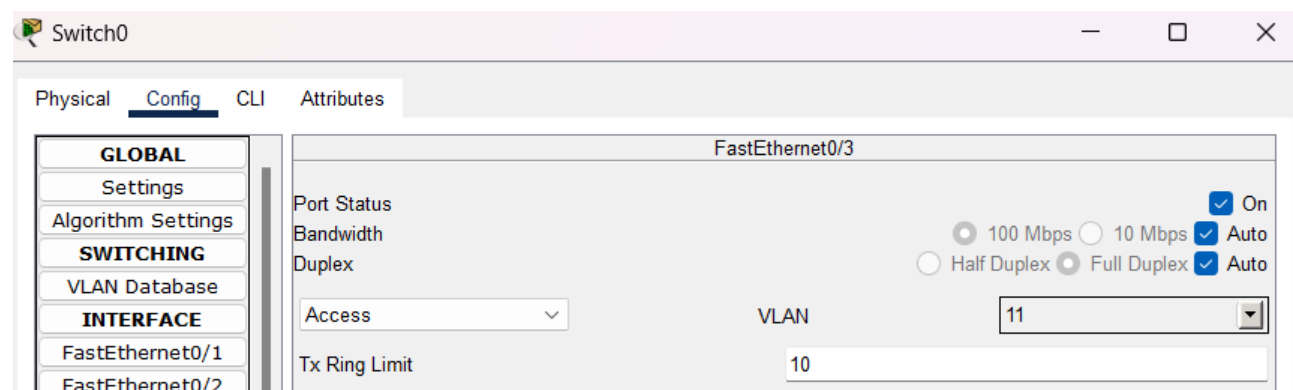 Switch0
Physical Config CLI Attributes
GLOBAL
Settings
Algorithm Settings
SWITCHING
VLAN Database
INTERFACE
FastEthernet0/1
FastEthernet0/2
FastEthernet0/3
Port Status On
Bandwidth 100 Mbps 10 Mbps Auto
Duplex Half Duplex Full Duplex Auto
Access VLAN 11
Tx Ring Limit 10